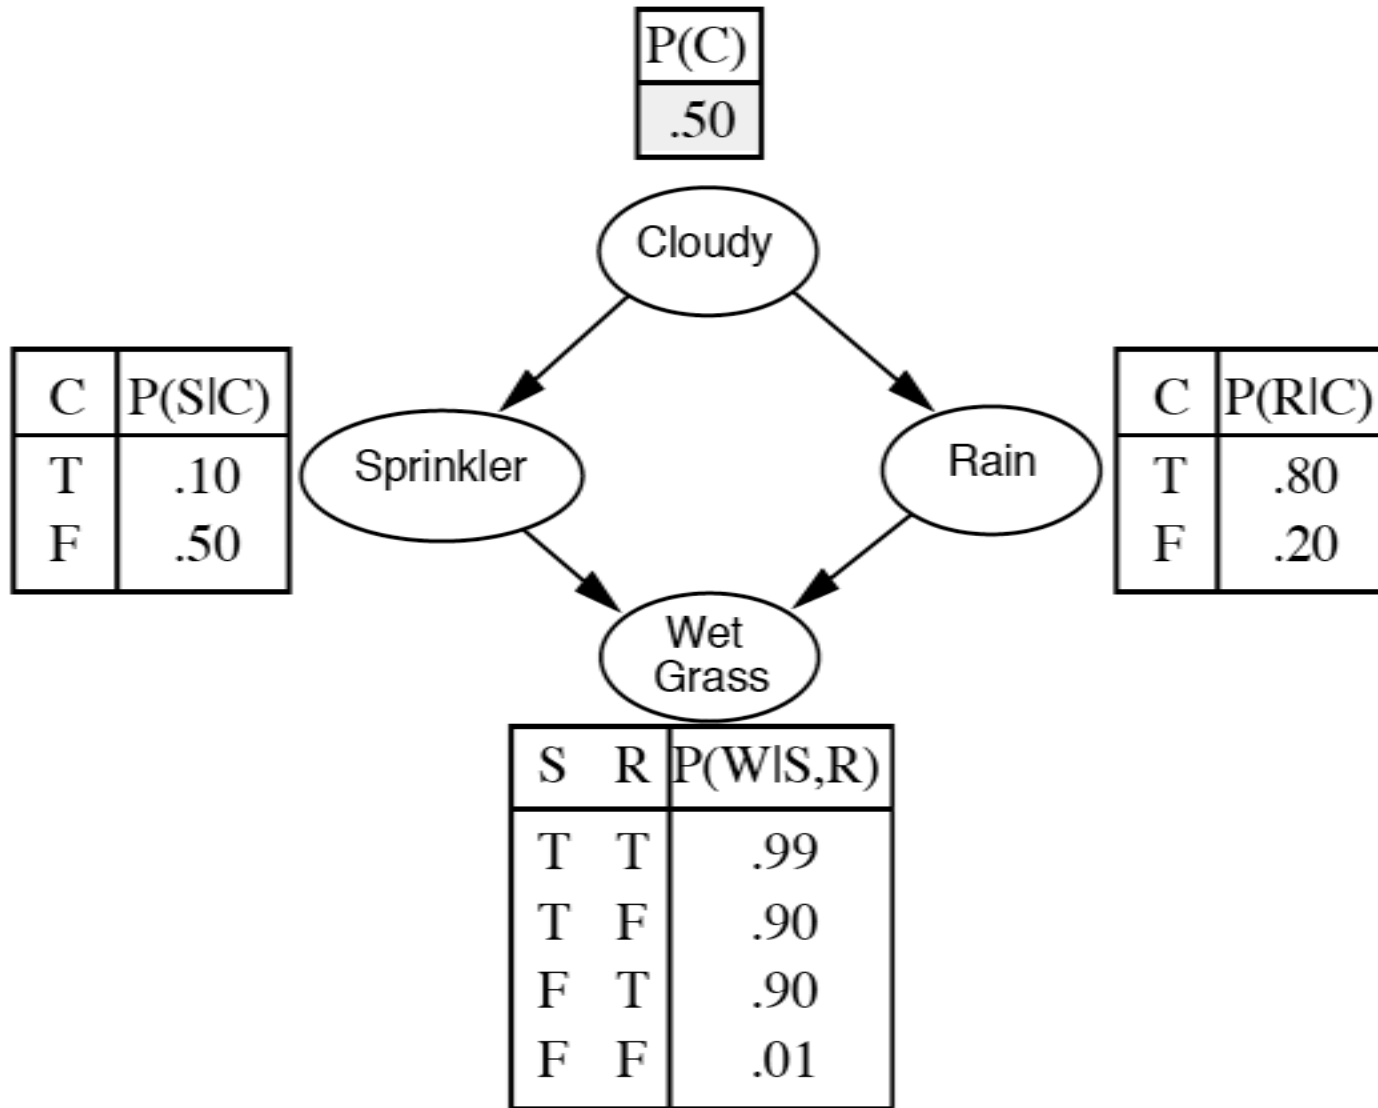 P(C)
.50
Cloudy
C P(S|C)
T .10
F .50
Sprinkler
Rain
C P(R|C)
T .80
F .20
Wet
Grass
S R P(W|S,R)
T T .99
T F .90
F T .90
F F .01